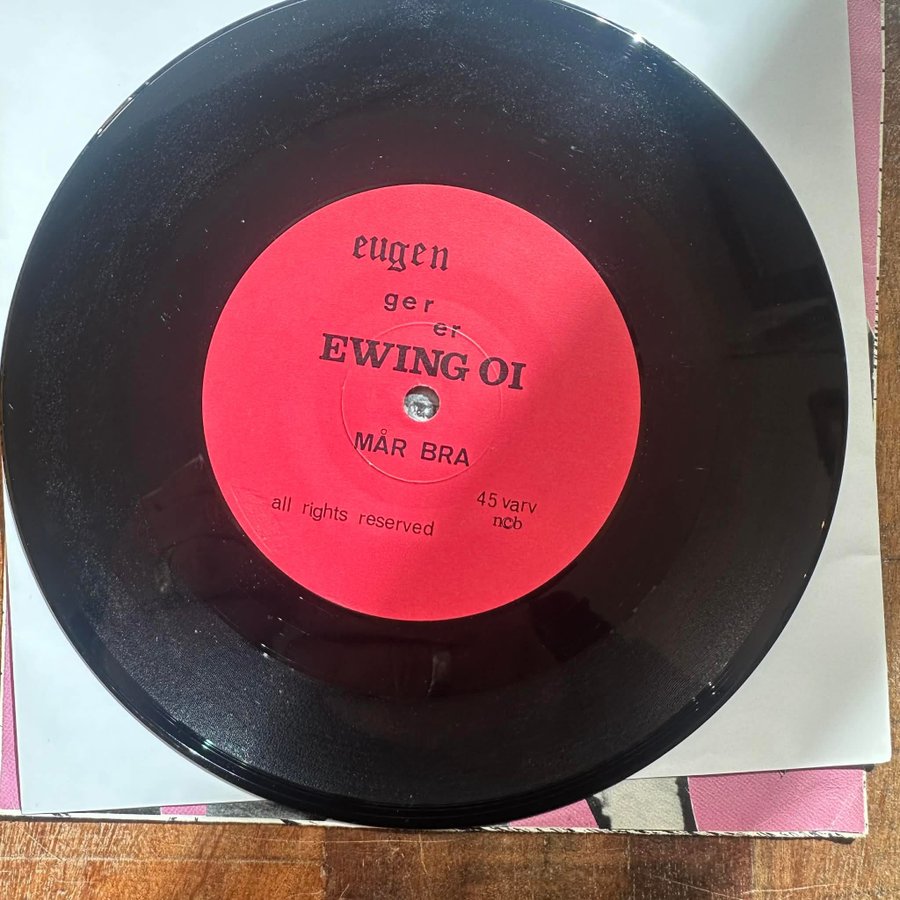 eugen
ger
er
EWING OI
MÅR BRA
all rights reserved
45 varv
ncb